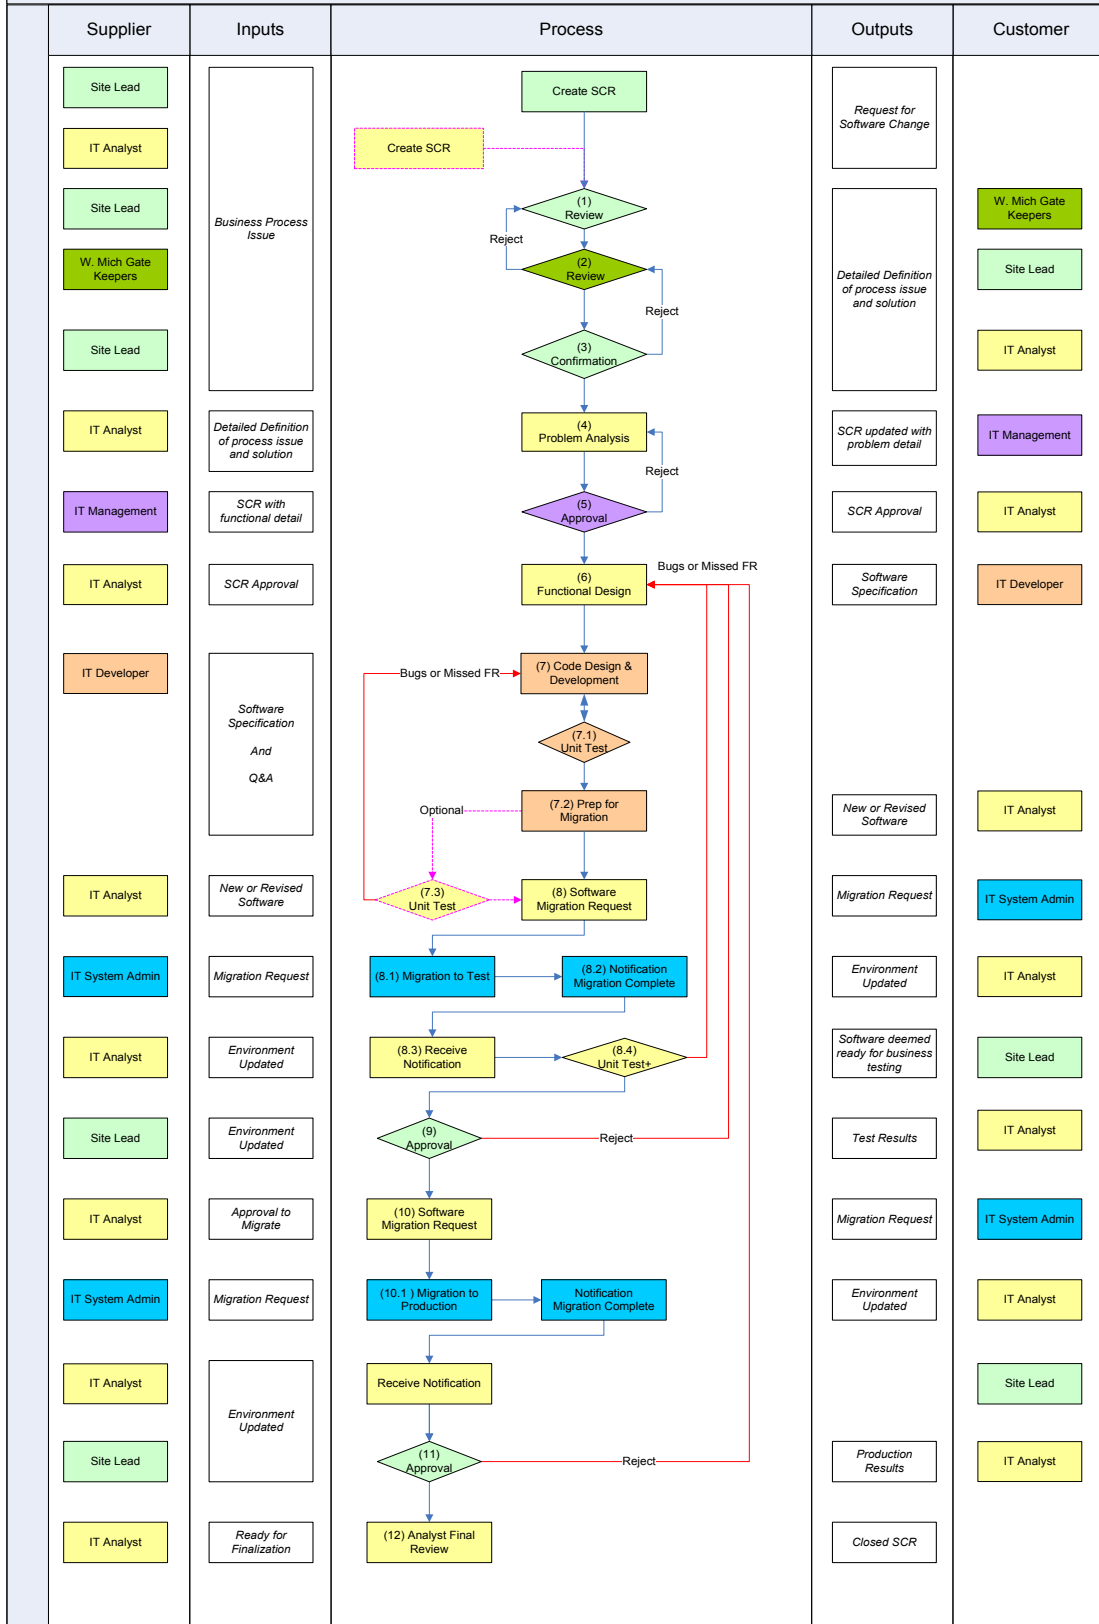 Supplier
Inputs
Process
Outputs
Customer
Site Lead
Create SCR
Request for
Software Change
IT Analyst
Create SCR
Site Lead
Business Process
Issue
(1)
Review
Reject
Detailed Definition
of process issue
and solution
W. Mich Gate
Keepers
W. Mich Gate
Keepers
(2)
Review
Reject
Site Lead
Site Lead
(3)
Confirmation
IT Analyst
IT Analyst
Detailed Definition
of process issue
and solution
(4)
Problem Analysis
Reject
SCR updated with
problem detail
IT Management
IT Management
SCR with
functional detail
(5)
Approval
SCR Approval
IT Analyst
IT Analyst
SCR Approval
(6)
Functional Design
Bugs or Missed FR
Software
Specification
IT Developer
IT Developer
Software
Specification
And
Q&A
Bugs or Missed FR
(7) Code Design &
Development
(7.1)
Unit Test
Optional
(7.2) Prep for
Migration
New or Revised
Software
IT Analyst
IT Analyst
New or Revised
Software
(7.3)
Unit Test
(8) Software
Migration Request
Migration Request
IT System Admin
IT System Admin
Migration Request
(8.1) Migration to Test
(8.2) Notification
Migration Complete
Environment
Updated
IT Analyst
IT Analyst
Environment
Updated
(8.3) Receive
Notification
(8.4)
Unit Test+
Software deemed
ready for business
testing
Site Lead
Site Lead
Environment
Updated
(9)
Approval
Reject
Test Results
IT Analyst
IT Analyst
Approval to
Migrate
(10) Software
Migration Request
Migration Request
IT System Admin
IT System Admin
Migration Request
(10.1 ) Migration to
Production
Notification
Migration Complete
Environment
Updated
IT Analyst
IT Analyst
Environment
Updated
Receive Notification
Site Lead
Site Lead
(11)
Approval
Reject
Production
Results
IT Analyst
IT Analyst
Ready for
Finalization
(12) Analyst Final
Review
Closed SCR